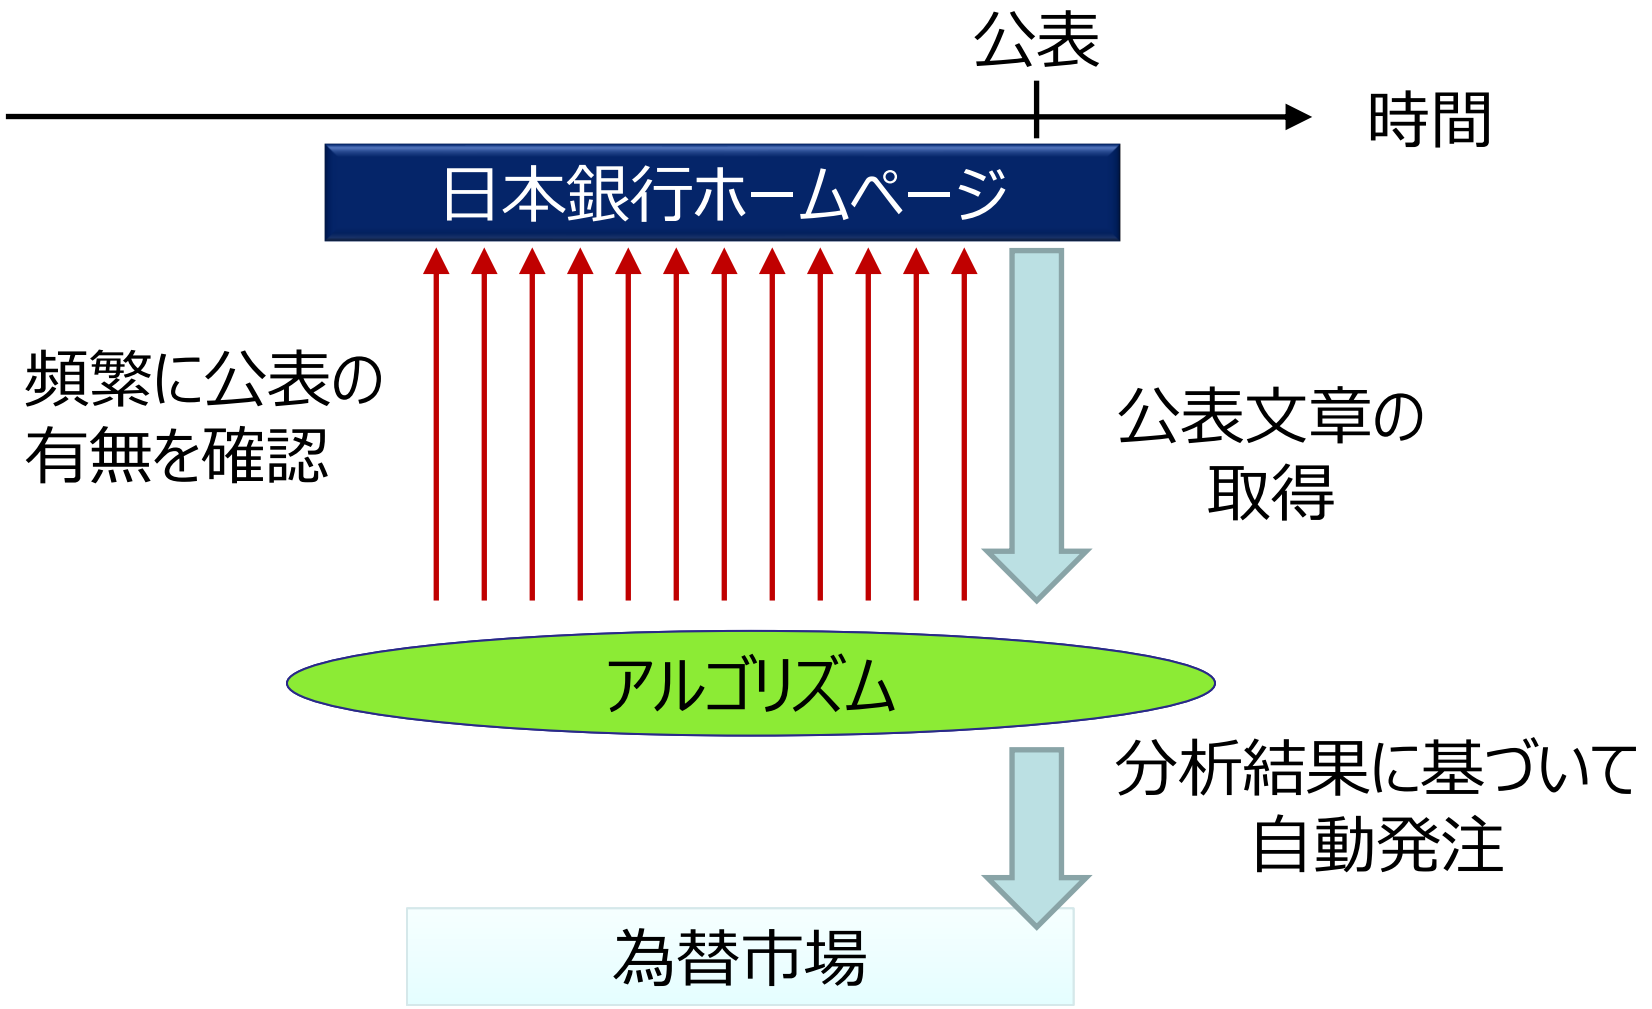 公表
時間
日本銀行ホームページ
頻繁に公表の
有無を確認
公表文章の
取得
アルゴリズム
分析結果に基づいて
自動発注
為替市場